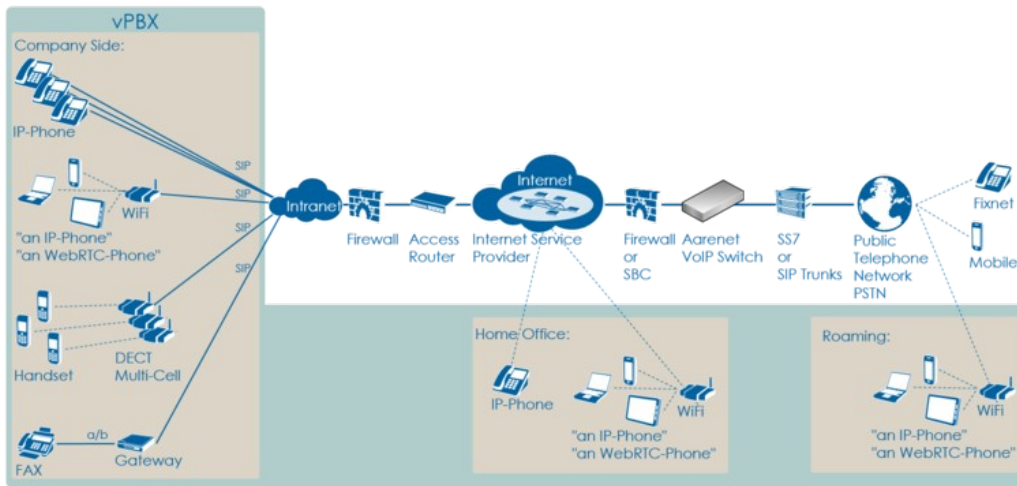 vPBX
Company Side:
IP-Phone
SIP
SIP
SIP
SIP
WiFi
"an IP-Phone"
"an WebRTC-Phone"
Handset
DECT
Multi-Cell
a/b
FAX
Gateway
Intranet
Firewall
Access
Router
Internet
Internet Service
Provider
Firewall
or
SBC
Aarenet
VoIP Switch
SS7
or
SIP Trunks
Public
Telephone
Network
PSTN
Fixnet
Mobile
Home Office:
IP-Phone
WiFi
"an IP-Phone"
"an WebRTC-Phone"
Roaming:
WiFi
"an IP-Phone"
"an WebRTC-Phone"